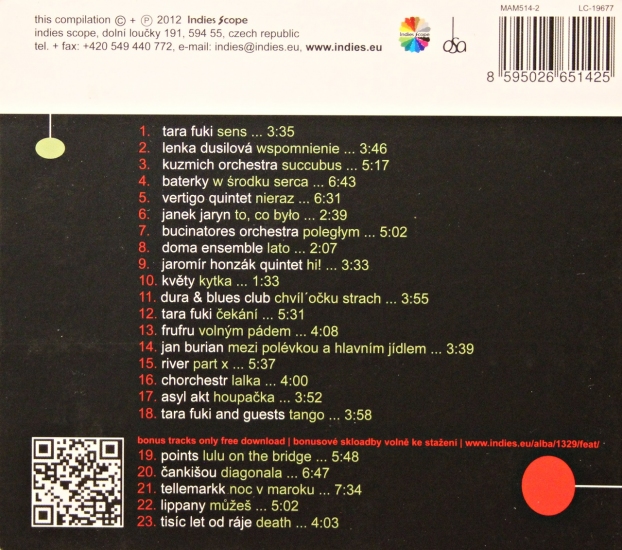 this compilation © + ℗ 2012 Indies Scope
indies scope, dolní loučky 191, 594 55, czech republic
tel. + fax: +420 549 440 772, e-mail: indies@indies.eu, www.indies.eu
Indies Scope
osa
MAM514-2 LC-19677
8 595026 651425
1. tara fuki sens ... 3:35
2. lenka dusilová wspomnienie ... 3:46
3. kuzmich orchestra succubus ... 5:17
4. baterky w środku serca ... 6:43
5. vertigo quintet nieraz ... 6:31
6. janek jaryn to, co było ... 2:39
7. bucinatores orchestra poległym ... 5:02
8. doma ensemble lato ... 2:07
9. jaromír honzák quintet hi! ... 3:33
10. květy kytka ... 1:33
11. dura & blues club chvíl´očku strach ... 3:55
12. tara fuki čekání ... 5:31
13. frufru volným pádem ... 4:08
14. jan burian mezi polévkou a hlavním jídlem ... 3:39
15. river part x ... 5:37
16. chorchestr lalka ... 4:00
17. asyl akt houpačka ... 3:52
18. tara fuki and guests tango ... 3:58
bonus tracks only free download | bonusové skloadby volně ke stažení | www.indies.eu/alba/1329/feat/
19. points lulu on the bridge ... 5:48
20. čankišou diagonala ... 6:47
21. tellemarkk noc v maroku ... 7:34
22. lippany můžeš ... 5:02
23. tisíc let od ráje death ... 4:03